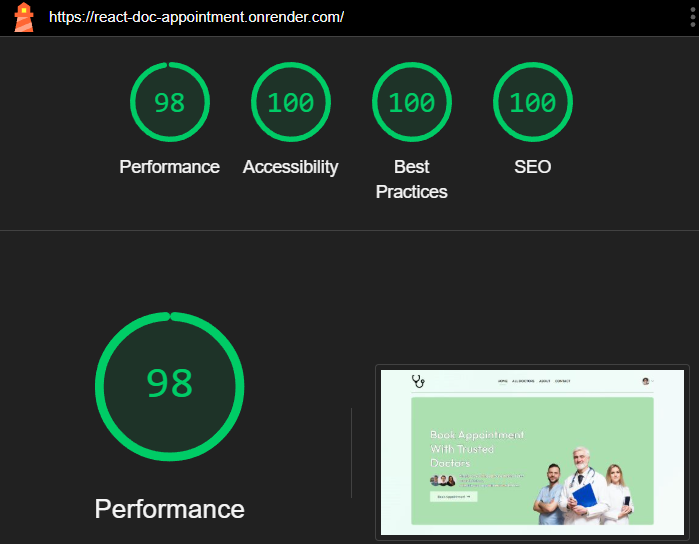 https://react-doc-appointment.onrender.com/
98
100
100
100
Performance
Accessibility
Best
Practices
SEO
98
Performance
HOME ALL DOCTORS ABOUT CONTACT
Book Appointment
With Trusted
Doctors
Book appointment →